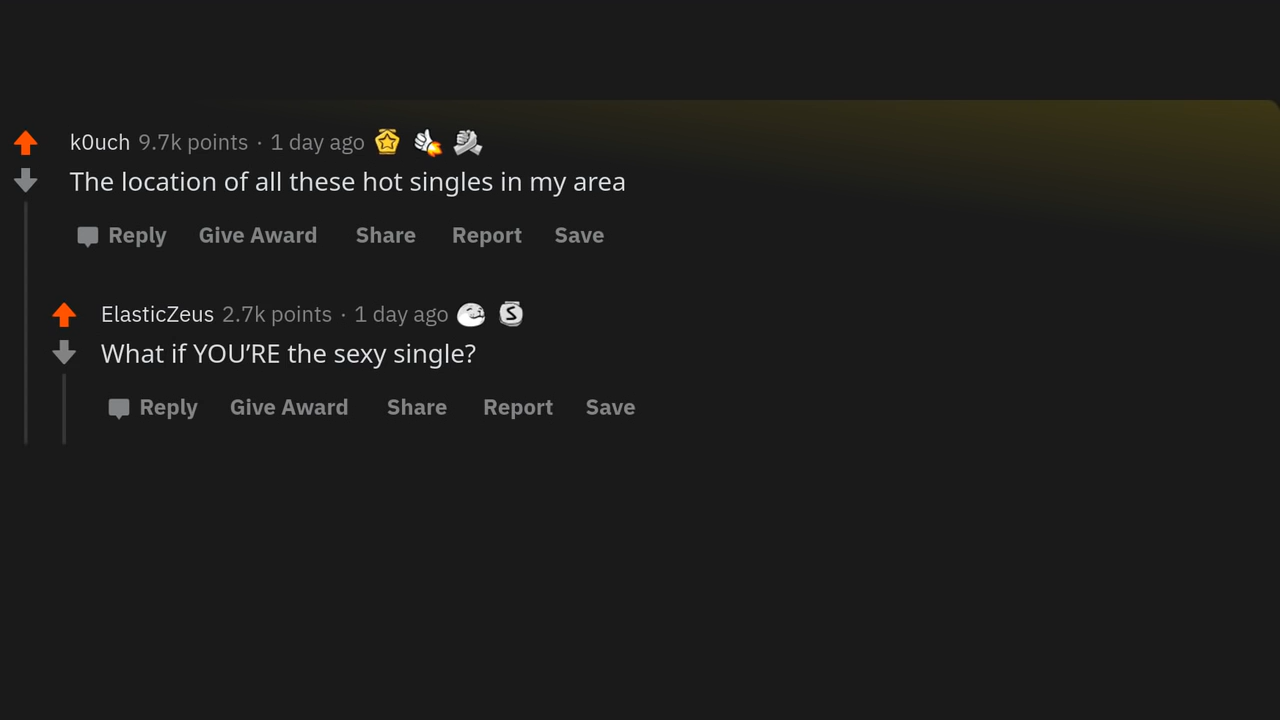 k0uch 9.7k points · 1 day ago
The location of all these hot singles in my area
Reply Give Award Share Report Save
ElasticZeus 2.7k points · 1 day ago S
What if YOU’RE the sexy single?
Reply Give Award Share Report Save